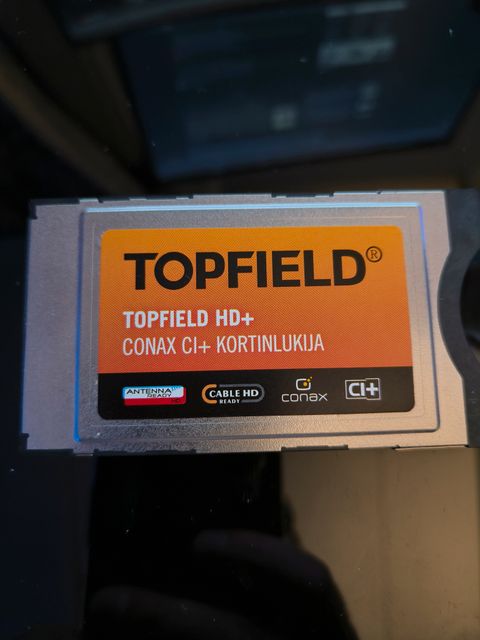 TOPFIELD®
TOPFIELD HD+
CONAX CI+ KORTINLUKIJA
ANTENNA READY
CABLE HD READY
conax
CI+